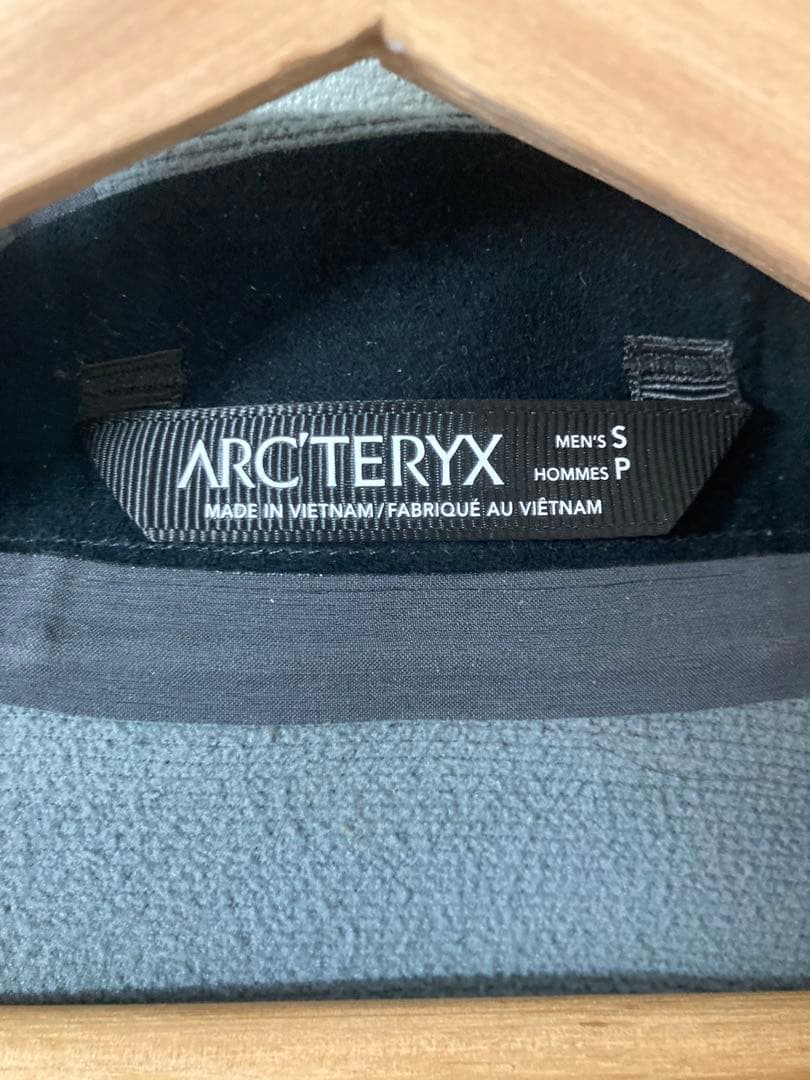 ARC'TERYX
MEN'S S
HOMMES P
MADE IN VIETNAM/FABRIQUÉ AU VIÊTNAM